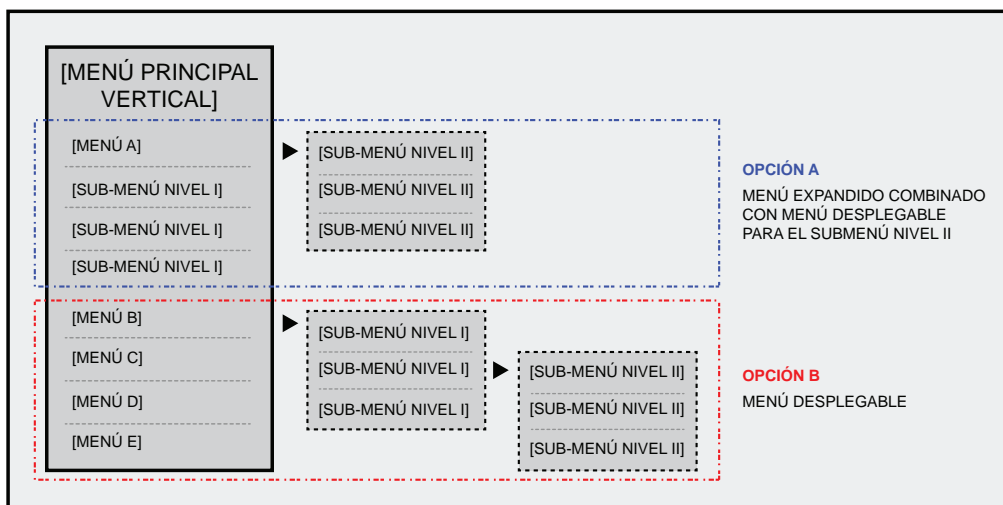 [MENÚ PRINCIPAL
VERTICAL]
[MENÚ A]
[SUB-MENÚ NIVEL I]
[SUB-MENÚ NIVEL I]
[SUB-MENÚ NIVEL I]
[SUB-MENÚ NIVEL II]
[SUB-MENÚ NIVEL II]
[SUB-MENÚ NIVEL II]
OPCIÓN A
MENÚ EXPANDIDO COMBINADO
CON MENÚ DESPLEGABLE
PARA EL SUBMENÚ NIVEL II
[MENÚ B]
[MENÚ C]
[MENÚ D]
[MENÚ E]
[SUB-MENÚ NIVEL I]
[SUB-MENÚ NIVEL I]
[SUB-MENÚ NIVEL I]
[SUB-MENÚ NIVEL II]
[SUB-MENÚ NIVEL II]
[SUB-MENÚ NIVEL II]
OPCIÓN B
MENÚ DESPLEGABLE